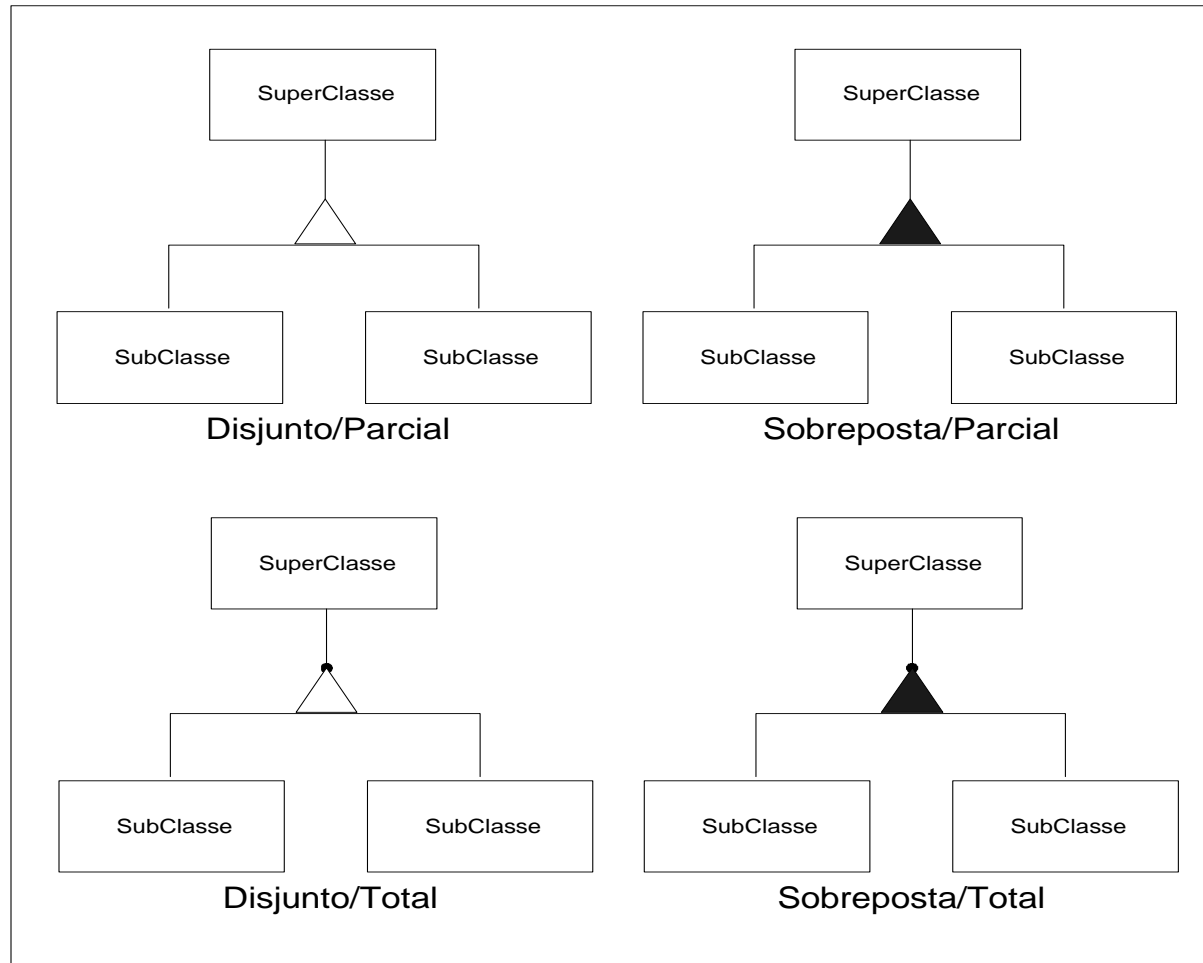 SuperClasse SuperClasse
SubClasse SubClasse SubClasse SubClasse
Disjunto/Parcial Sobreposta/Parcial
SuperClasse SuperClasse
SubClasse SubClasse SubClasse SubClasse
Disjunto/Total Sobreposta/Total